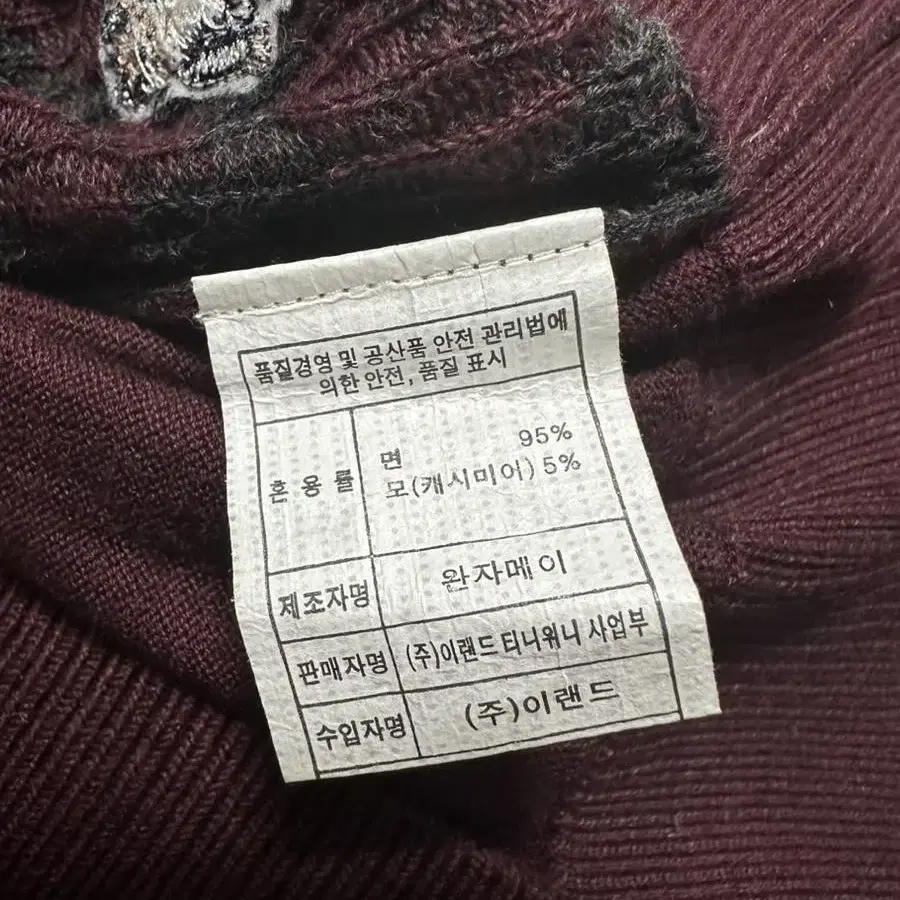 품질경영 및 공산품 안전 관리법에
의한 안전, 품질 표시
혼 용 률
면 95%
모(캐시미어) 5%
제조자명 완자메이
판매자명 (주)이랜드 티니위니 사업부
수입자명 (주)이랜드